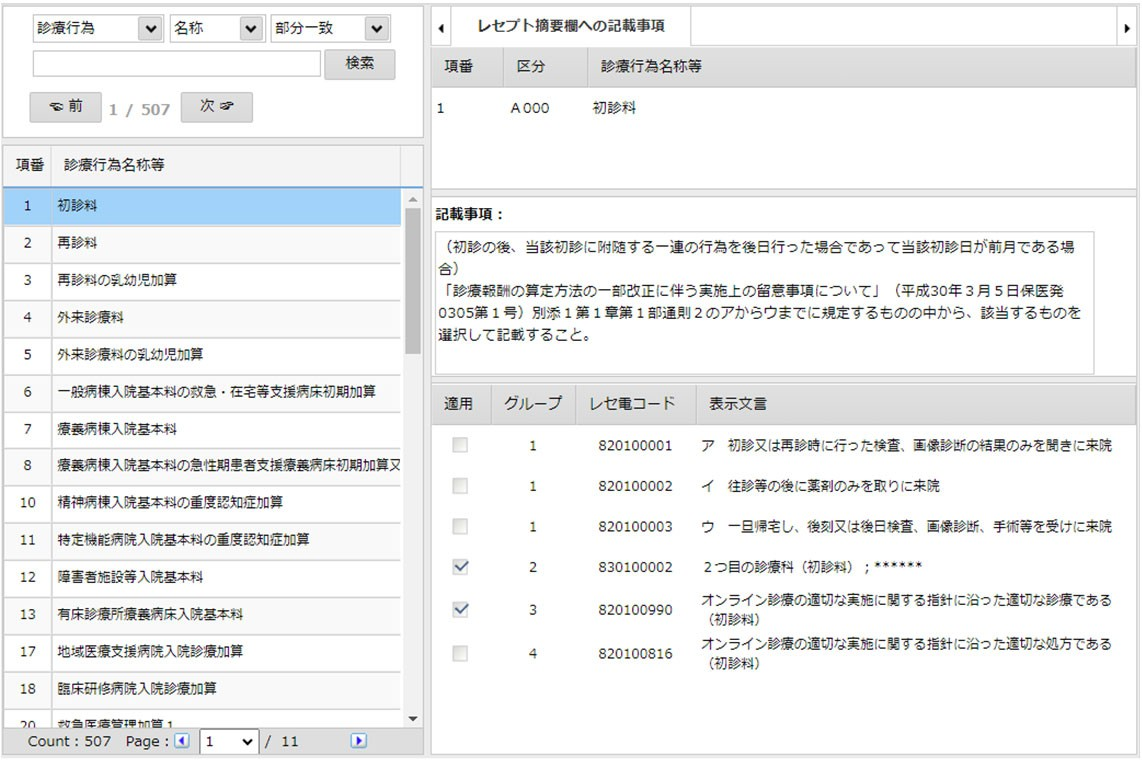 診療行為
名称
部分一致
検索
前
1 / 507
次
項番 診療行為名称等
1 初診料
2 再診料
3 再診料の乳幼児加算
4 外来診療料
5 外来診療料の乳幼児加算
6 一般病棟入院基本料の救急・在宅等支援病床初期加算
7 療養病棟入院基本料
8 療養病棟入院基本料の急性期患者支援療養病床初期加算又
10 精神病棟入院基本料の重度認知症加算
11 特定機能病院入院基本料の重度認知症加算
12 障害者施設等入院基本料
13 有床診療所療養病床入院基本料
17 地域医療支援病院入院診療加算
18 臨床研修病院入院診療加算
20 救急医療管理加算１
Count : 507 Page : 1 / 11
レセプト摘要欄への記載事項
項番 区分 診療行為名称等
1 Ａ000 初診料
記載事項：
（初診の後、当該初診に附随する一連の行為を後日行った場合であって当該初診日が前月である場
合）
「診療報酬の算定方法の一部改正に伴う実施上の留意事項について」（平成30年３月５日保医発
0305第１号）別添１第１章第１部通則２のアからウまでに規定するものの中から、該当するものを
選択して記載すること。
適用 グループ レセ電コード 表示文言
1 820100001 ア　初診又は再診時に行った検査、画像診断の結果のみを聞きに来院
1 820100002 イ　往診等の後に薬剤のみを取りに来院
1 820100003 ウ　一旦帰宅し、後刻又は後日検査、画像診断、手術等を受けに来院
2 830100002 ２つ目の診療科（初診料）；******
3 820100990 オンライン診療の適切な実施に関する指針に沿った適切な診療である
（初診料）
4 820100816 オンライン診療の適切な実施に関する指針に沿った適切な処方である
（初診料）